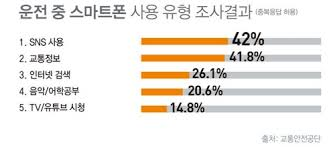 운전 중 스마트폰 사용 유형 조사결과 (중복응답 허용)
1. SNS 사용 42%
2. 교통정보 41.8%
3. 인터넷 검색 26.1%
4. 음악/어학공부 20.6%
5. TV/유튜브 시청 14.8%
출처 : 교통안전공단